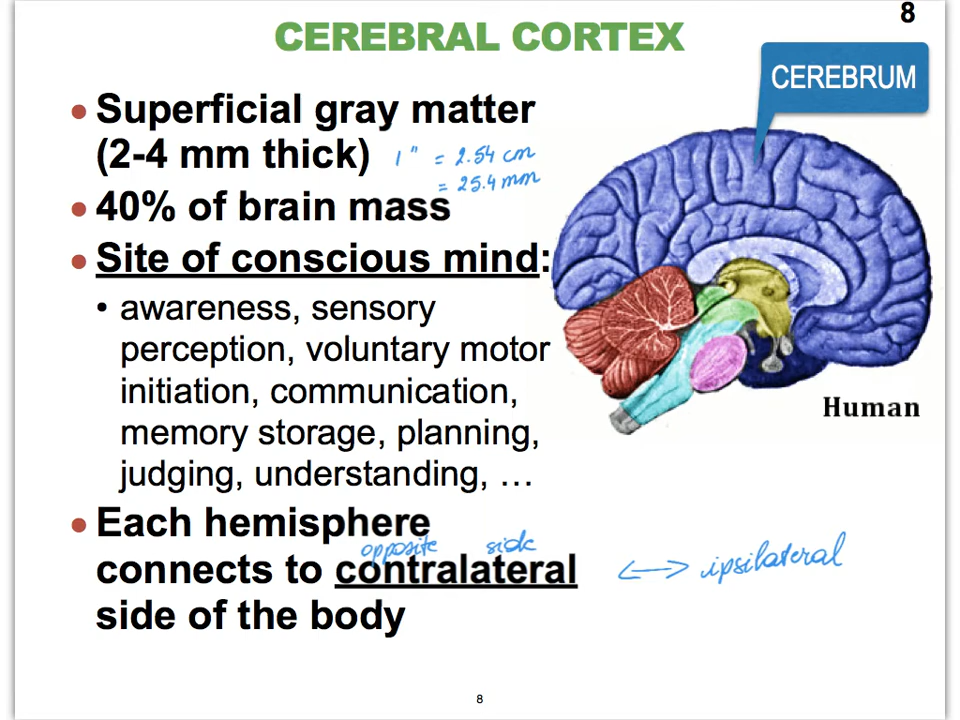 8
CEREBRAL CORTEX
CEREBRUM
• Superficial gray matter
(2-4 mm thick) 1" = 2.54 cm
= 25.4 mm
• 40% of brain mass
• Site of conscious mind:
• awareness, sensory
perception, voluntary motor
initiation, communication,
memory storage, planning,
judging, understanding, …
Human
• Each hemisphere
opposite side
connects to contralateral <—> ipsilateral
side of the body
8